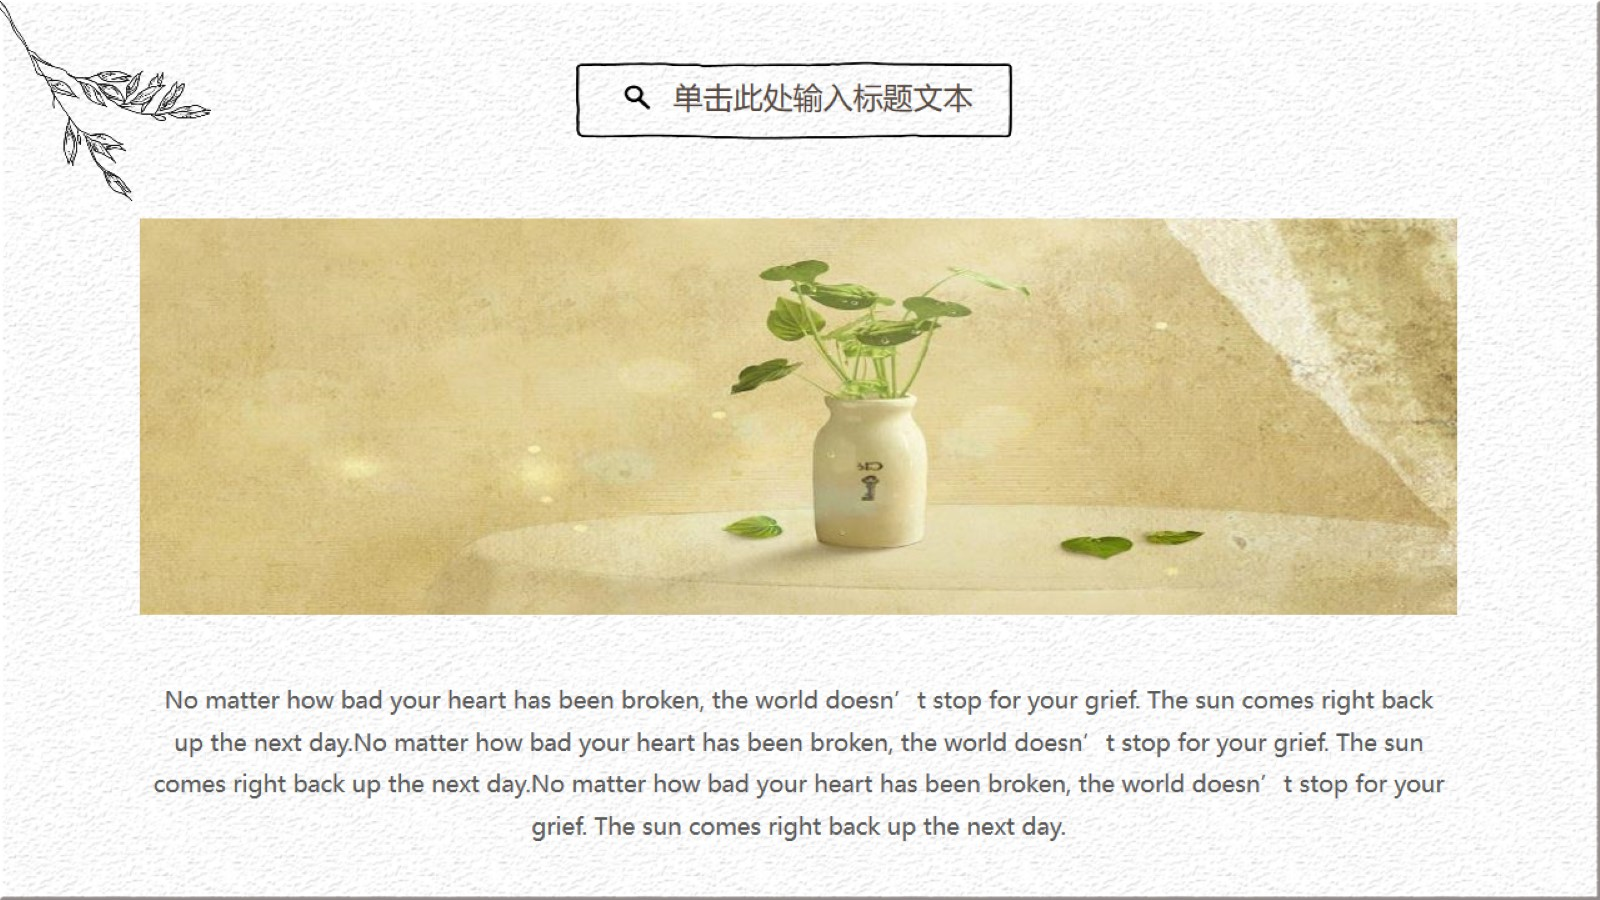 单击此处输入标题文本
No matter how bad your heart has been broken, the world doesn’t stop for your grief. The sun comes right back
up the next day.No matter how bad your heart has been broken, the world doesn’t stop for your grief. The sun
comes right back up the next day.No matter how bad your heart has been broken, the world doesn’t stop for your
grief. The sun comes right back up the next day.